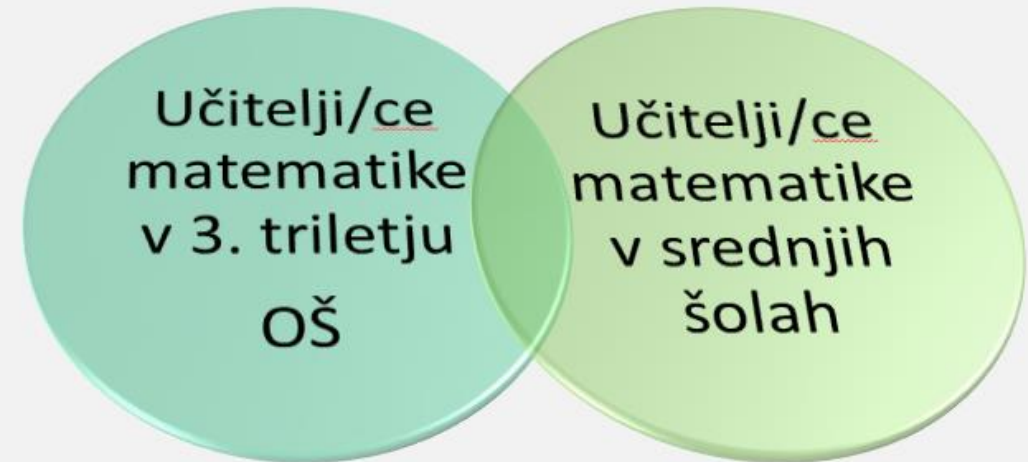 Učitelji/ce
matematike
v 3. triletju
OŠ
Učitelji/ce
matematike
v srednjih
šolah